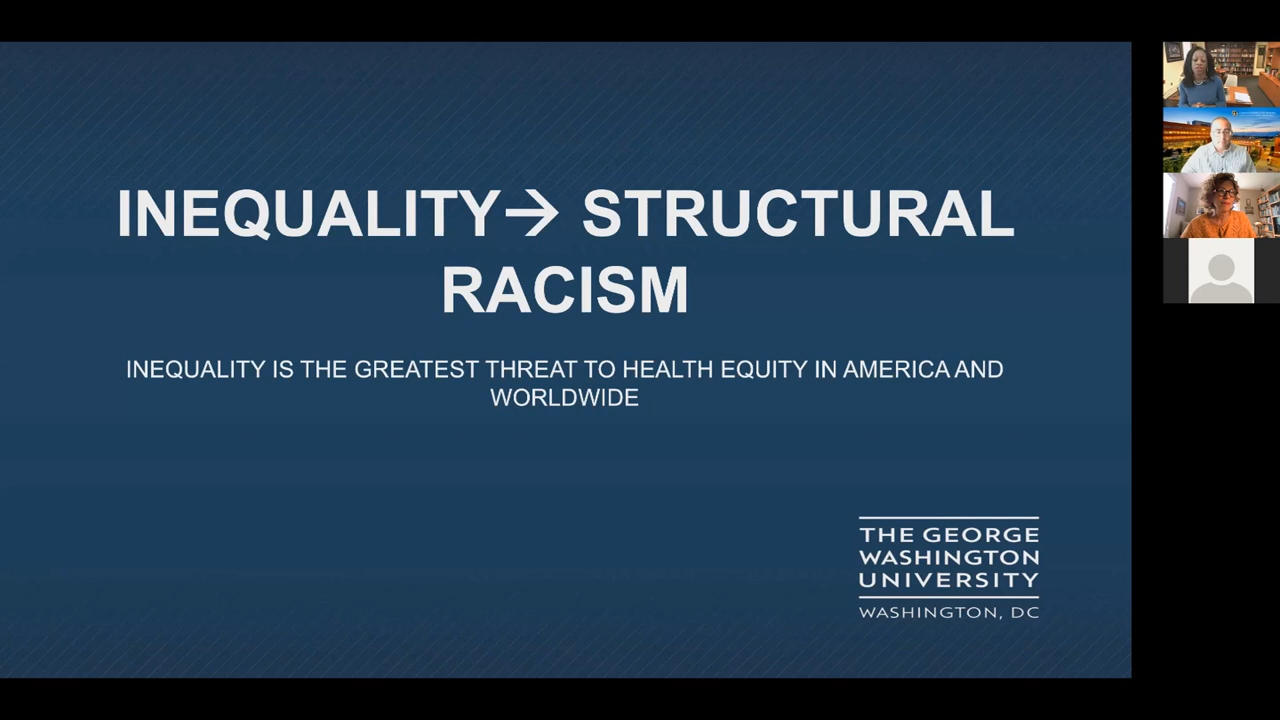 INEQUALITY→ STRUCTURAL
RACISM
INEQUALITY IS THE GREATEST THREAT TO HEALTH EQUITY IN AMERICA AND
WORLDWIDE
THE GEORGE
WASHINGTON
UNIVERSITY
WASHINGTON, DC